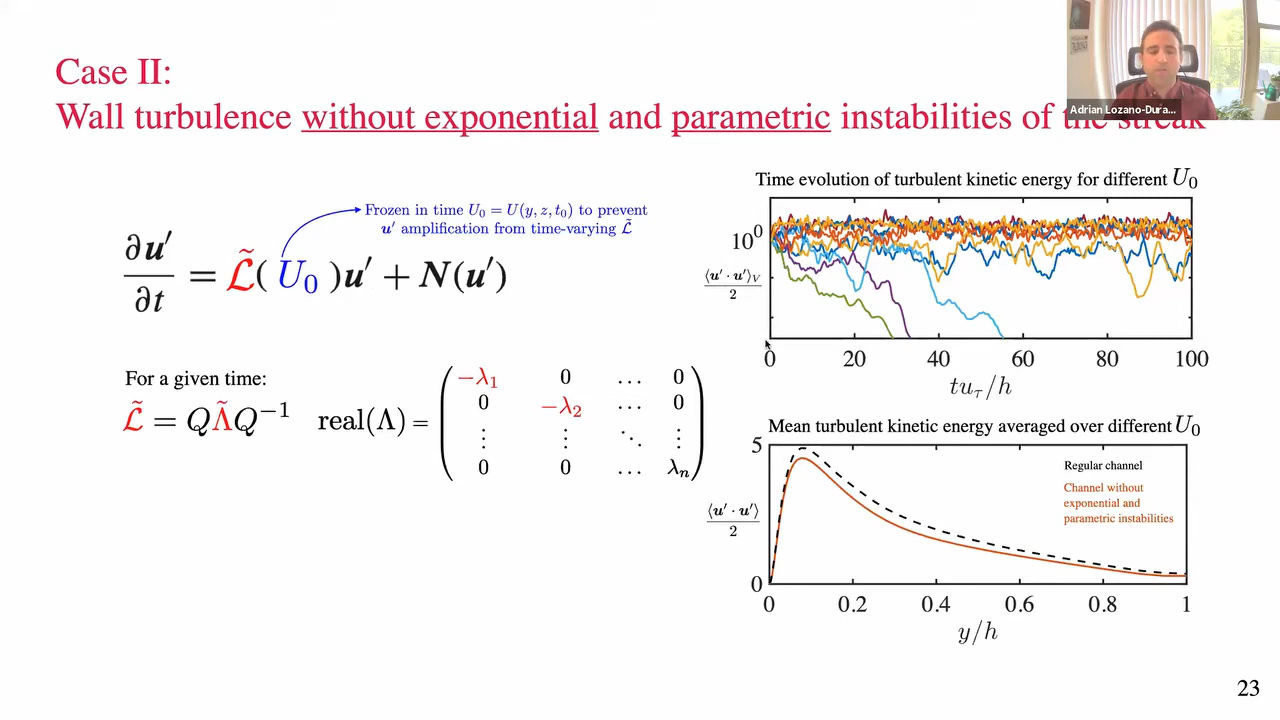 Case II:
Wall turbulence without exponential and parametric instabilities of the streak
Adrian Lozano-Dura...
Frozen in time U₀ = U(y, z, t₀) to prevent
u′ amplification from time-varying L̃
∂u′/∂t = L̃( U₀ )u′ + N(u′)
For a given time:
L̃ = QΛ̃Q⁻¹ real(Λ) =
−λ₁ 0 … 0
0 −λ₂ … 0
⋮ ⋮ ⋱ ⋮
0 0 … λₙ
Time evolution of turbulent kinetic energy for different U₀
10⁰
⟨u′ · u′⟩V / 2
0 20 40 60 80 100
tuτ/h
Mean turbulent kinetic energy averaged over different U₀
5
Regular channel
Channel without
exponential and
parametric instabilities
⟨u′ · u′⟩ / 2
0
0 0.2 0.4 0.6 0.8 1
y/h
23